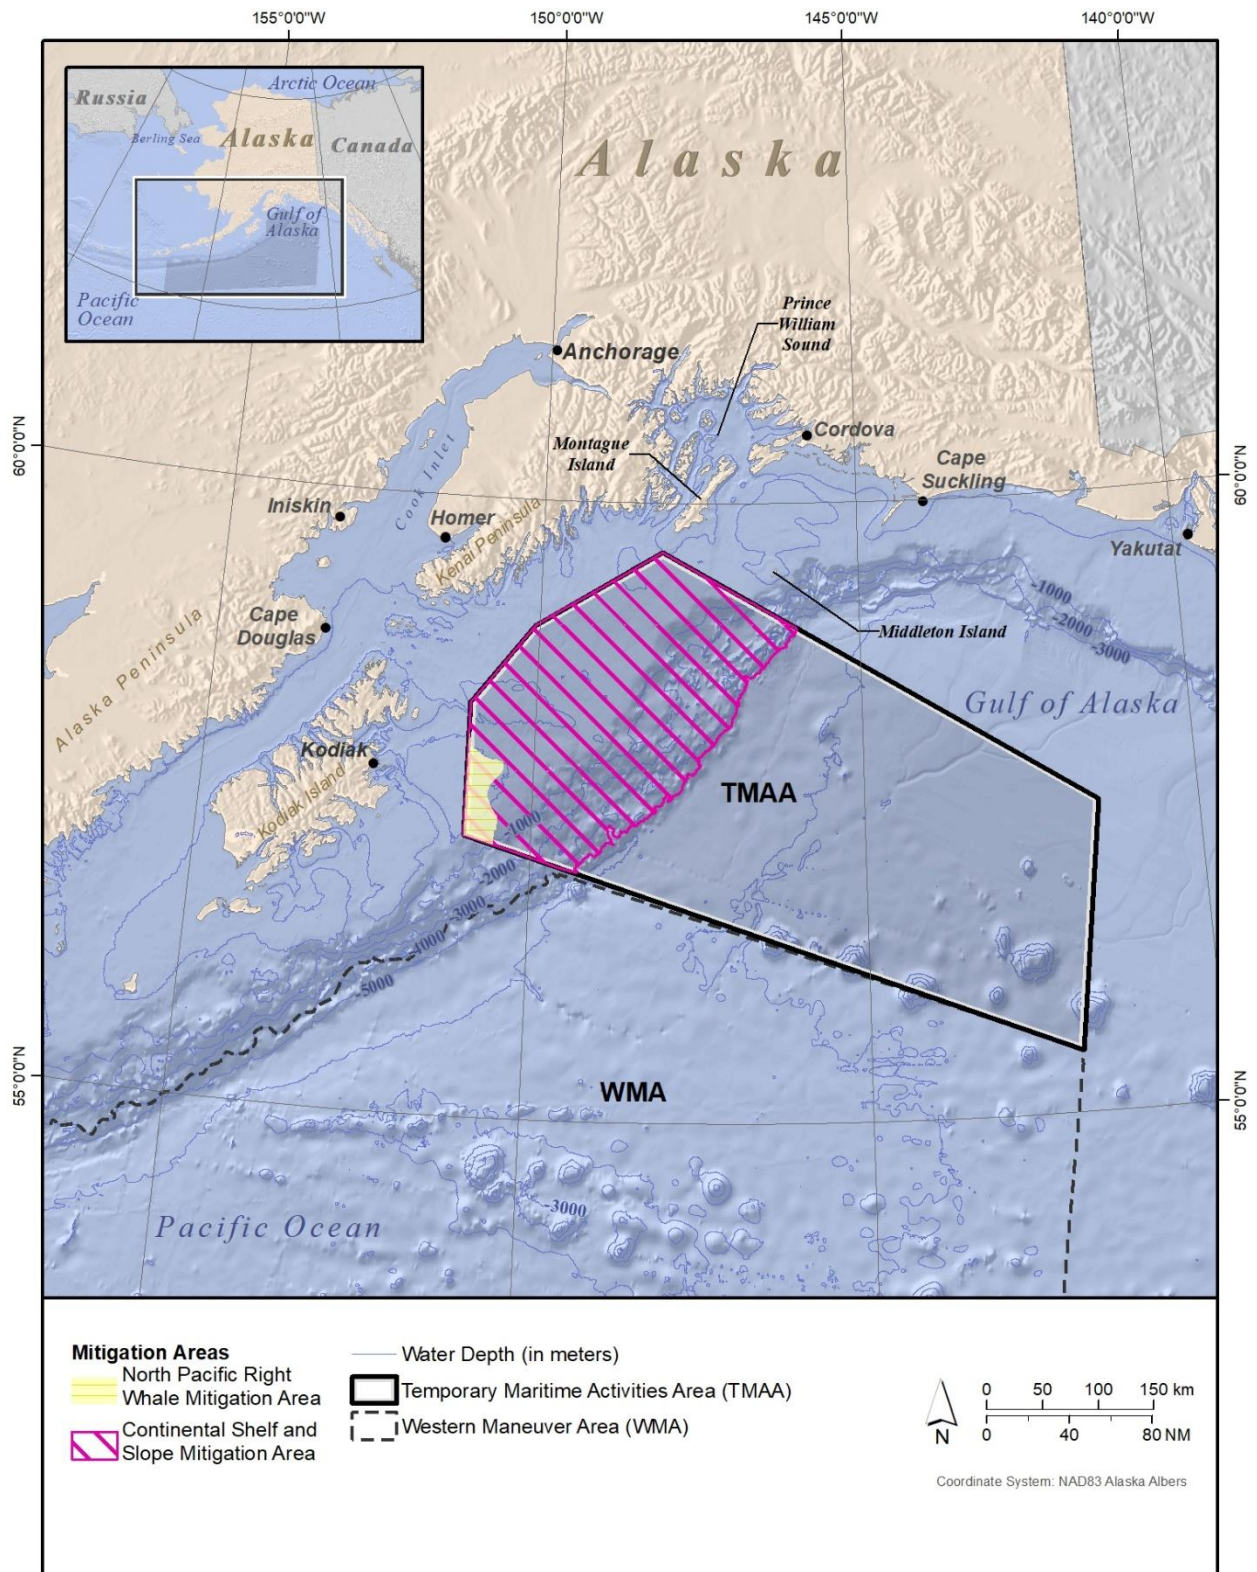 155°0'0"W
150°0'0"W
145°0'0"W
140°0'0"W
Arctic Ocean
Russia
Berling Sea
Alaska
Canada
Gulf of
Alaska
Pacific
Ocean
Alaska
Prince
William
Sound
Anchorage
60°0'0"N
60°0'0"N
Cordova
Montague
Island
Cape
Suckling
Cook Inlet
Iniskin
Homer
Kenai Peninsula
Yakutat
-1000
-2000
-3000
Cape
Douglas
Middleton Island
Alaska Peninsula
Gulf of Alaska
Kodiak
Kodiak Island
TMAA
-1000
-2000
-3000
-4000
-5000
55°0'0"N
55°0'0"N
WMA
-3000
Pacific Ocean
Mitigation Areas
North Pacific Right
Whale Mitigation Area
Continental Shelf and
Slope Mitigation Area
Water Depth (in meters)
Temporary Maritime Activities Area (TMAA)
Western Maneuver Area (WMA)
N
0 50 100 150 km
0 40 80 NM
Coordinate System: NAD83 Alaska Albers